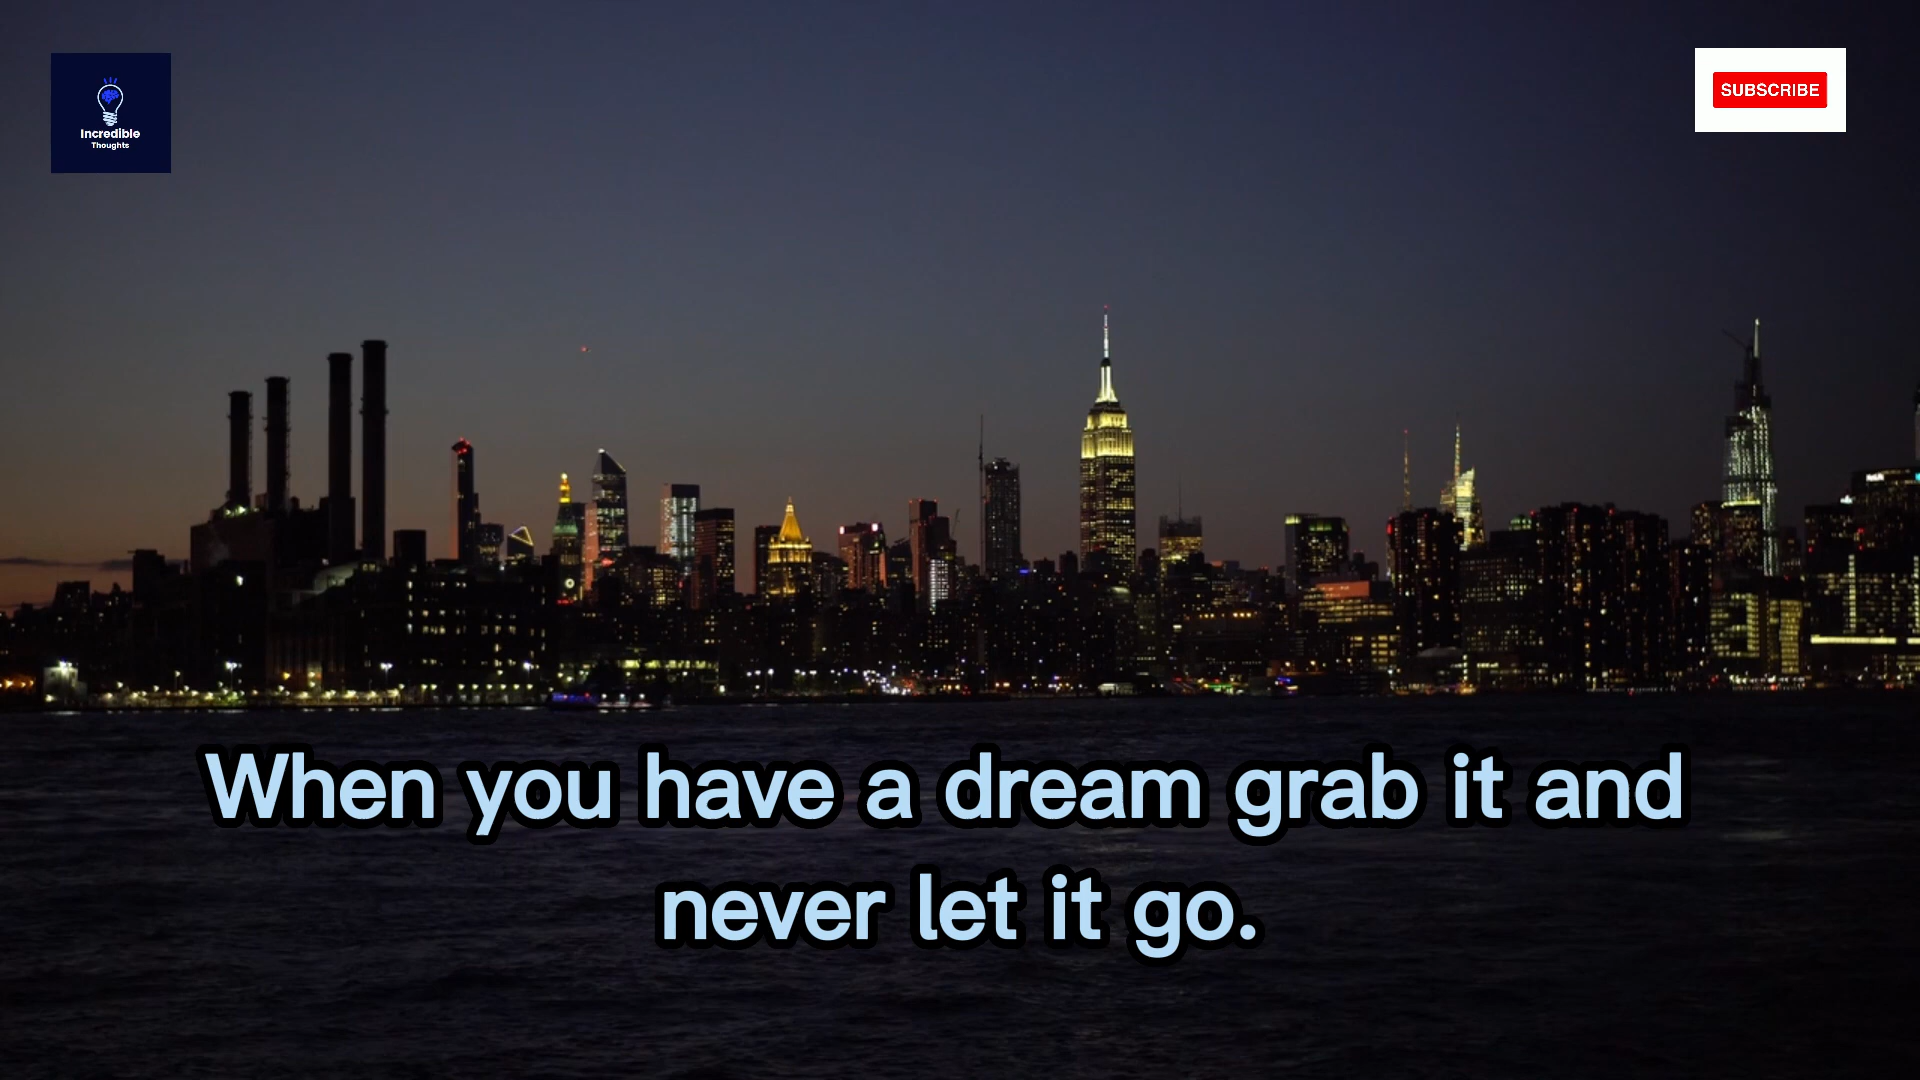 Incredible
Thoughts
SUBSCRIBE
When you have a dream grab it and
never let it go.